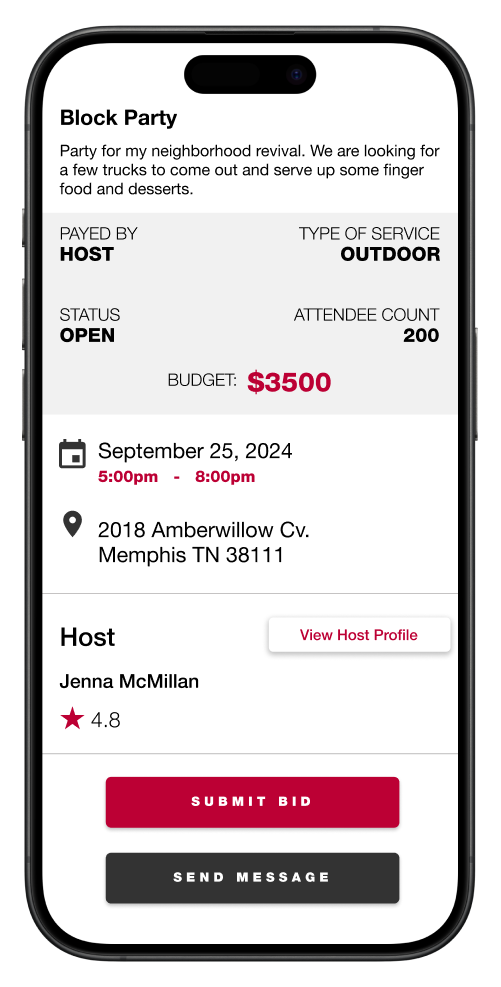 Block Party
Party for my neighborhood revival. We are looking for
a few trucks to come out and serve up some finger
food and desserts.
PAYED BY
HOST
TYPE OF SERVICE
OUTDOOR
STATUS
OPEN
ATTENDEE COUNT
200
BUDGET: $3500
September 25, 2024
5:00pm - 8:00pm
2018 Amberwillow Cv.
Memphis TN 38111
Host
View Host Profile
Jenna McMillan
4.8
SUBMIT BID
SEND MESSAGE